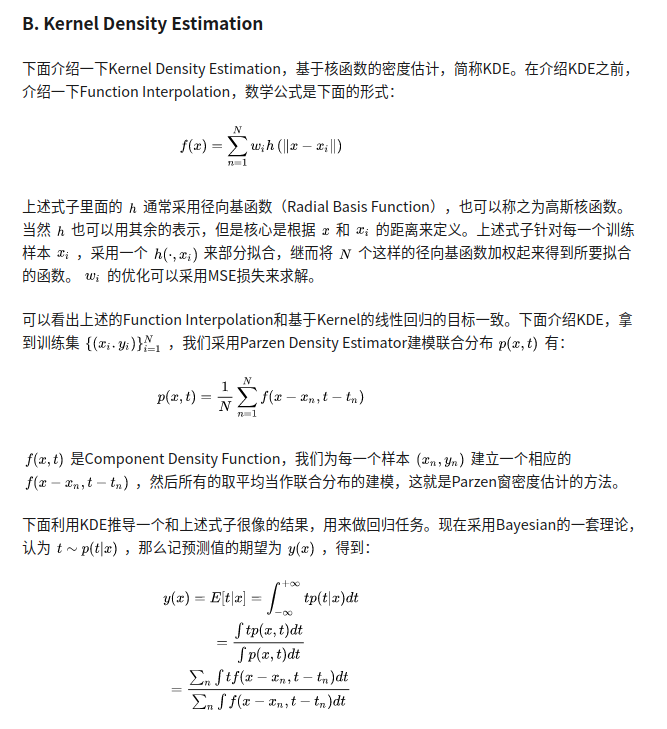 B. Kernel Density Estimation
下面介绍一下Kernel Density Estimation，基于核函数的密度估计，简称KDE。在介绍KDE之前，
介绍一下Function Interpolation，数学公式是下面的形式：
f(x) = \sum_{n=1}^{N} w_i h (\|x − x_i\|)
上述式子里面的 h 通常采用径向基函数（Radial Basis Function），也可以称之为高斯核函数。
当然 h 也可以用其余的表示，但是核心是根据 x 和 x_i 的距离来定义。上述式子针对每一个训练
样本 x_i ，采用一个 h(·, x_i) 来部分拟合，继而将 N 个这样的径向基函数加权起来得到所要拟合
的函数。 w_i 的优化可以采用MSE损失来求解。
可以看出上述的Function Interpolation和基于Kernel的线性回归的目标一致。下面介绍KDE，拿
到训练集 {(x_i. y_i)}_{i=1}^{N} ，我们采用Parzen Density Estimator建模联合分布 p(x, t) 有：
p(x, t) = \frac{1}{N} \sum_{n=1}^{N} f(x − x_n, t − t_n)
f(x, t) 是Component Density Function，我们为每一个样本 (x_n, y_n) 建立一个相应的
f(x − x_n, t − t_n) ，然后所有的取平均当作联合分布的建模，这就是Parzen窗密度估计的方法。
下面利用KDE推导一个和上述式子很像的结果，用来做回归任务。现在采用Bayesian的一套理论，
认为 t ∼ p(t|x) ，那么记预测值的期望为 y(x) ，得到：
y(x) = E[t|x] = \int_{−∞}^{+∞} tp(t|x)dt
= \frac{\int tp(x, t)dt}{\int p(x, t)dt}
= \frac{\sum_n \int tf(x − x_n, t − t_n)dt}{\sum_n \int f(x − x_n, t − t_n)dt}